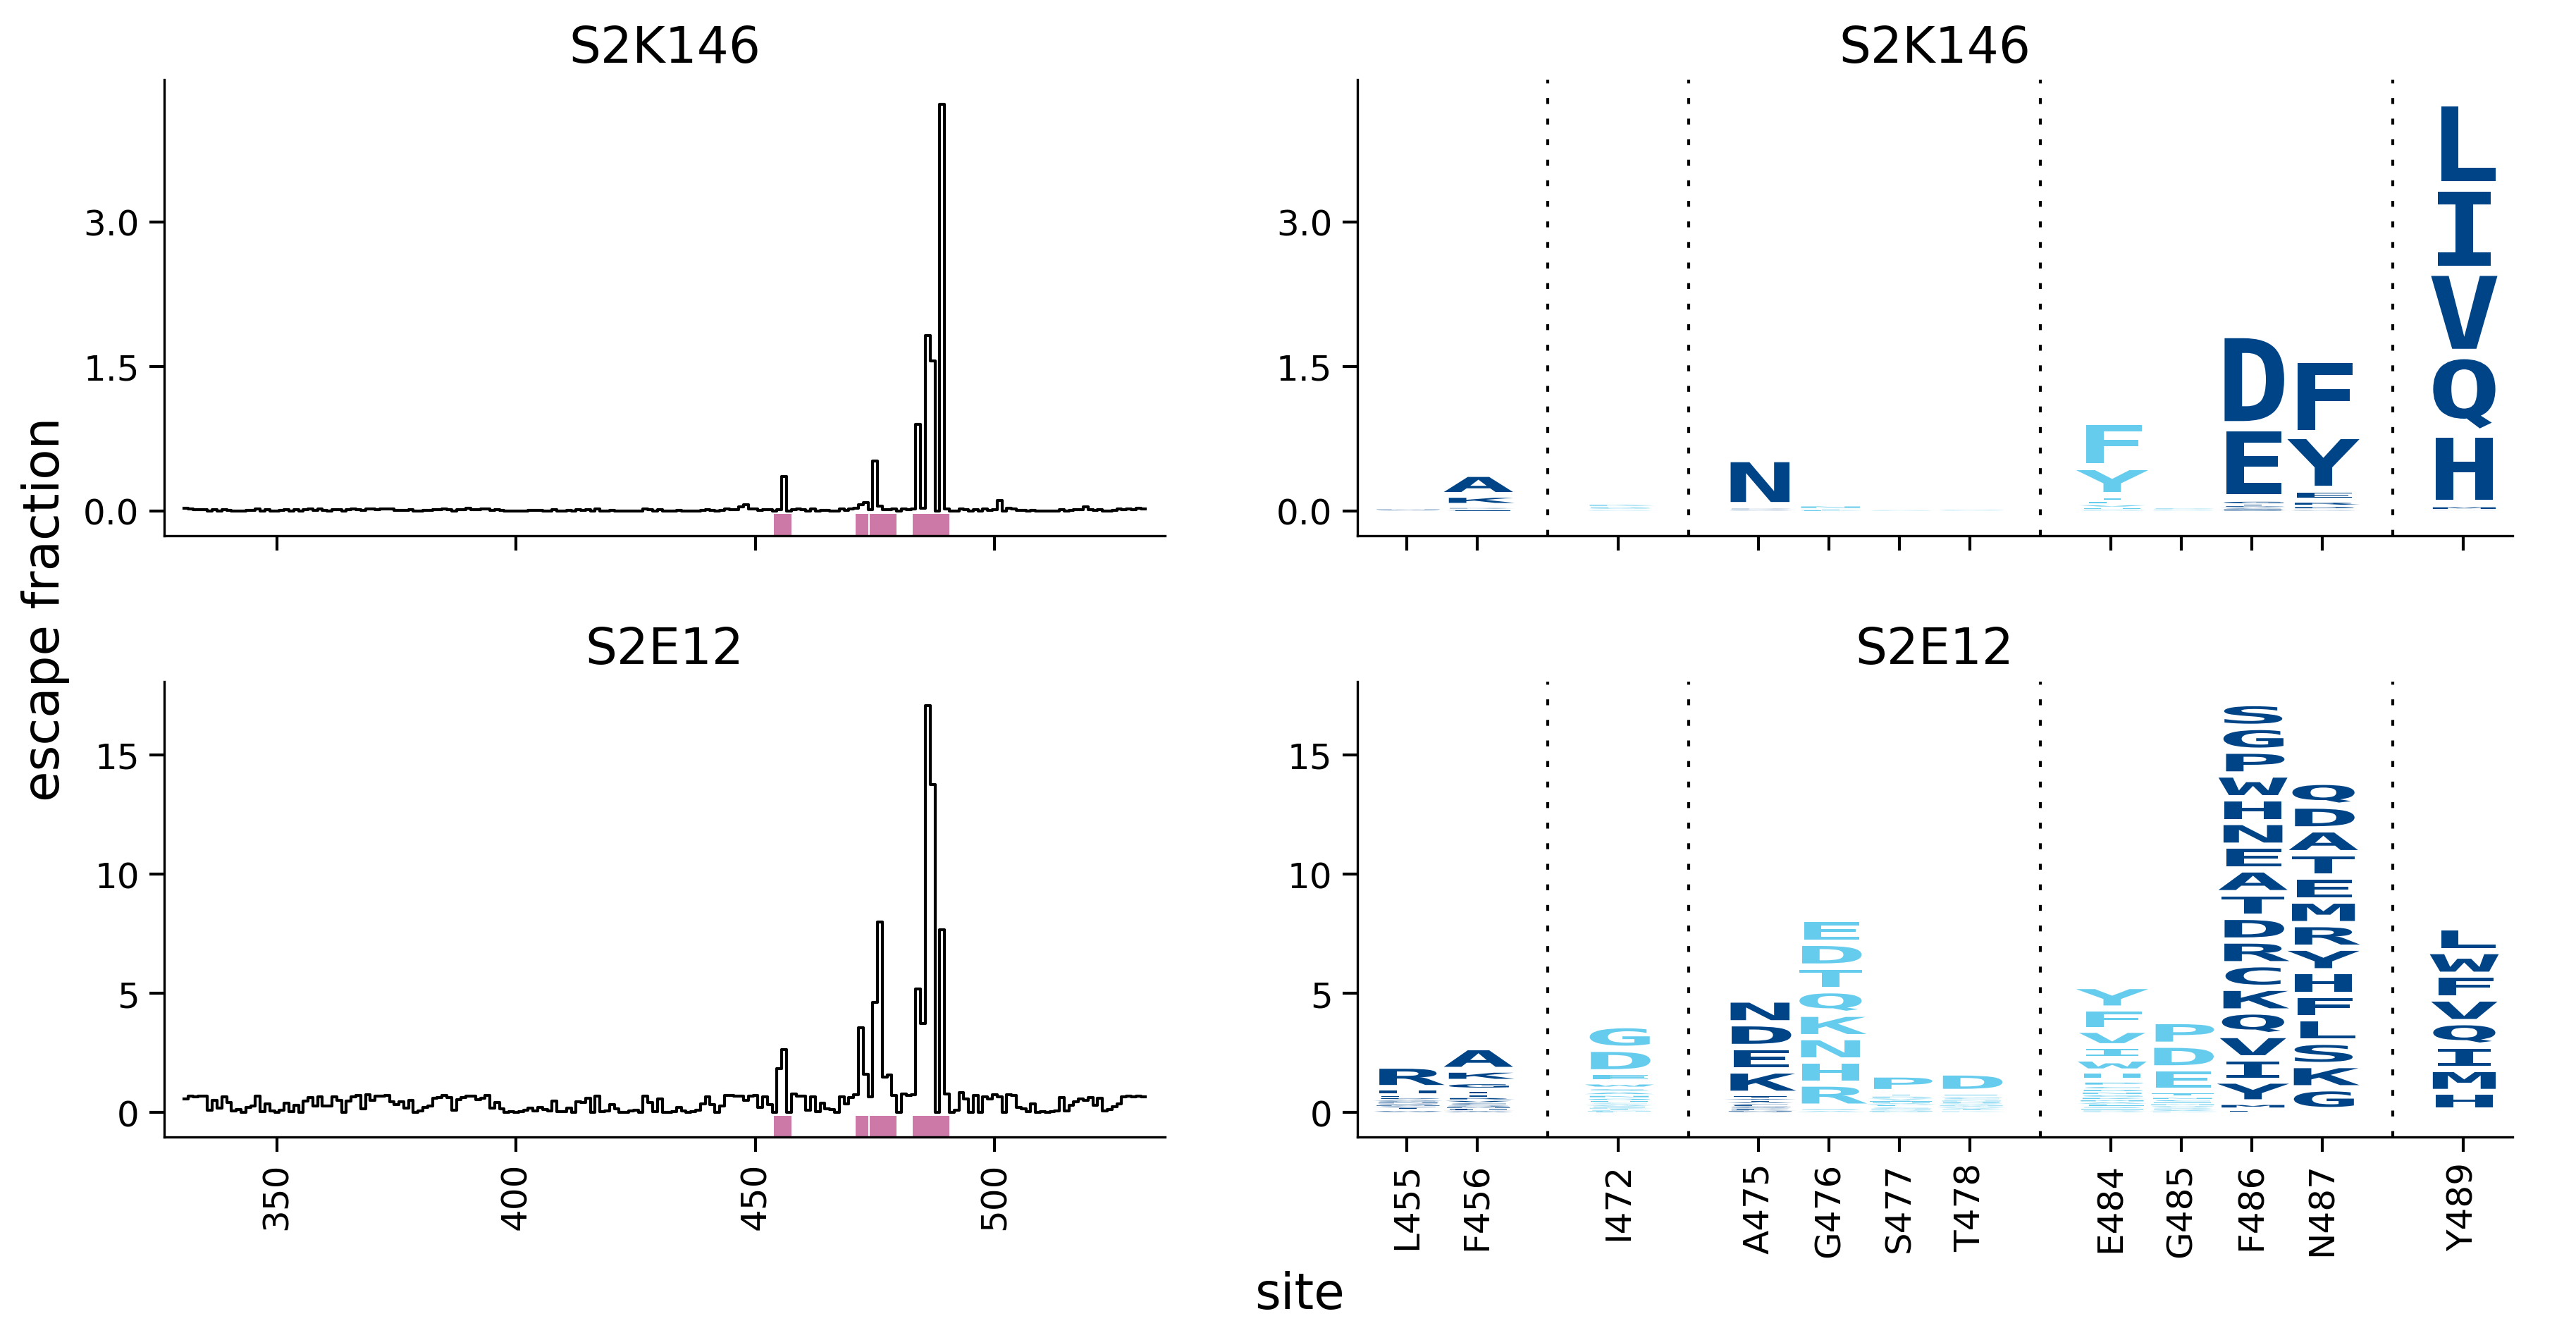 S2K146
S2K146
escape fraction
3.0
1.5
0.0
3.0
1.5
0.0
A
K
N
F
Y
D
E
F
Y
E
L
I
V
Q
H
S2E12
S2E12
15
10
5
0
350
400
450
500
15
10
5
0
R
A
K
G
D
N
D
E
K
E
D
T
Q
K
N
H
R
P
D
Y
F
V
I
W
P
D
E
S
G
P
W
H
N
E
A
T
D
R
C
K
Q
V
I
Y
M
Q
D
A
T
E
M
R
Y
H
F
L
S
K
G
L
W
F
V
Q
I
M
H
L455
F456
I472
A475
G476
S477
T478
E484
G485
F486
N487
Y489
site